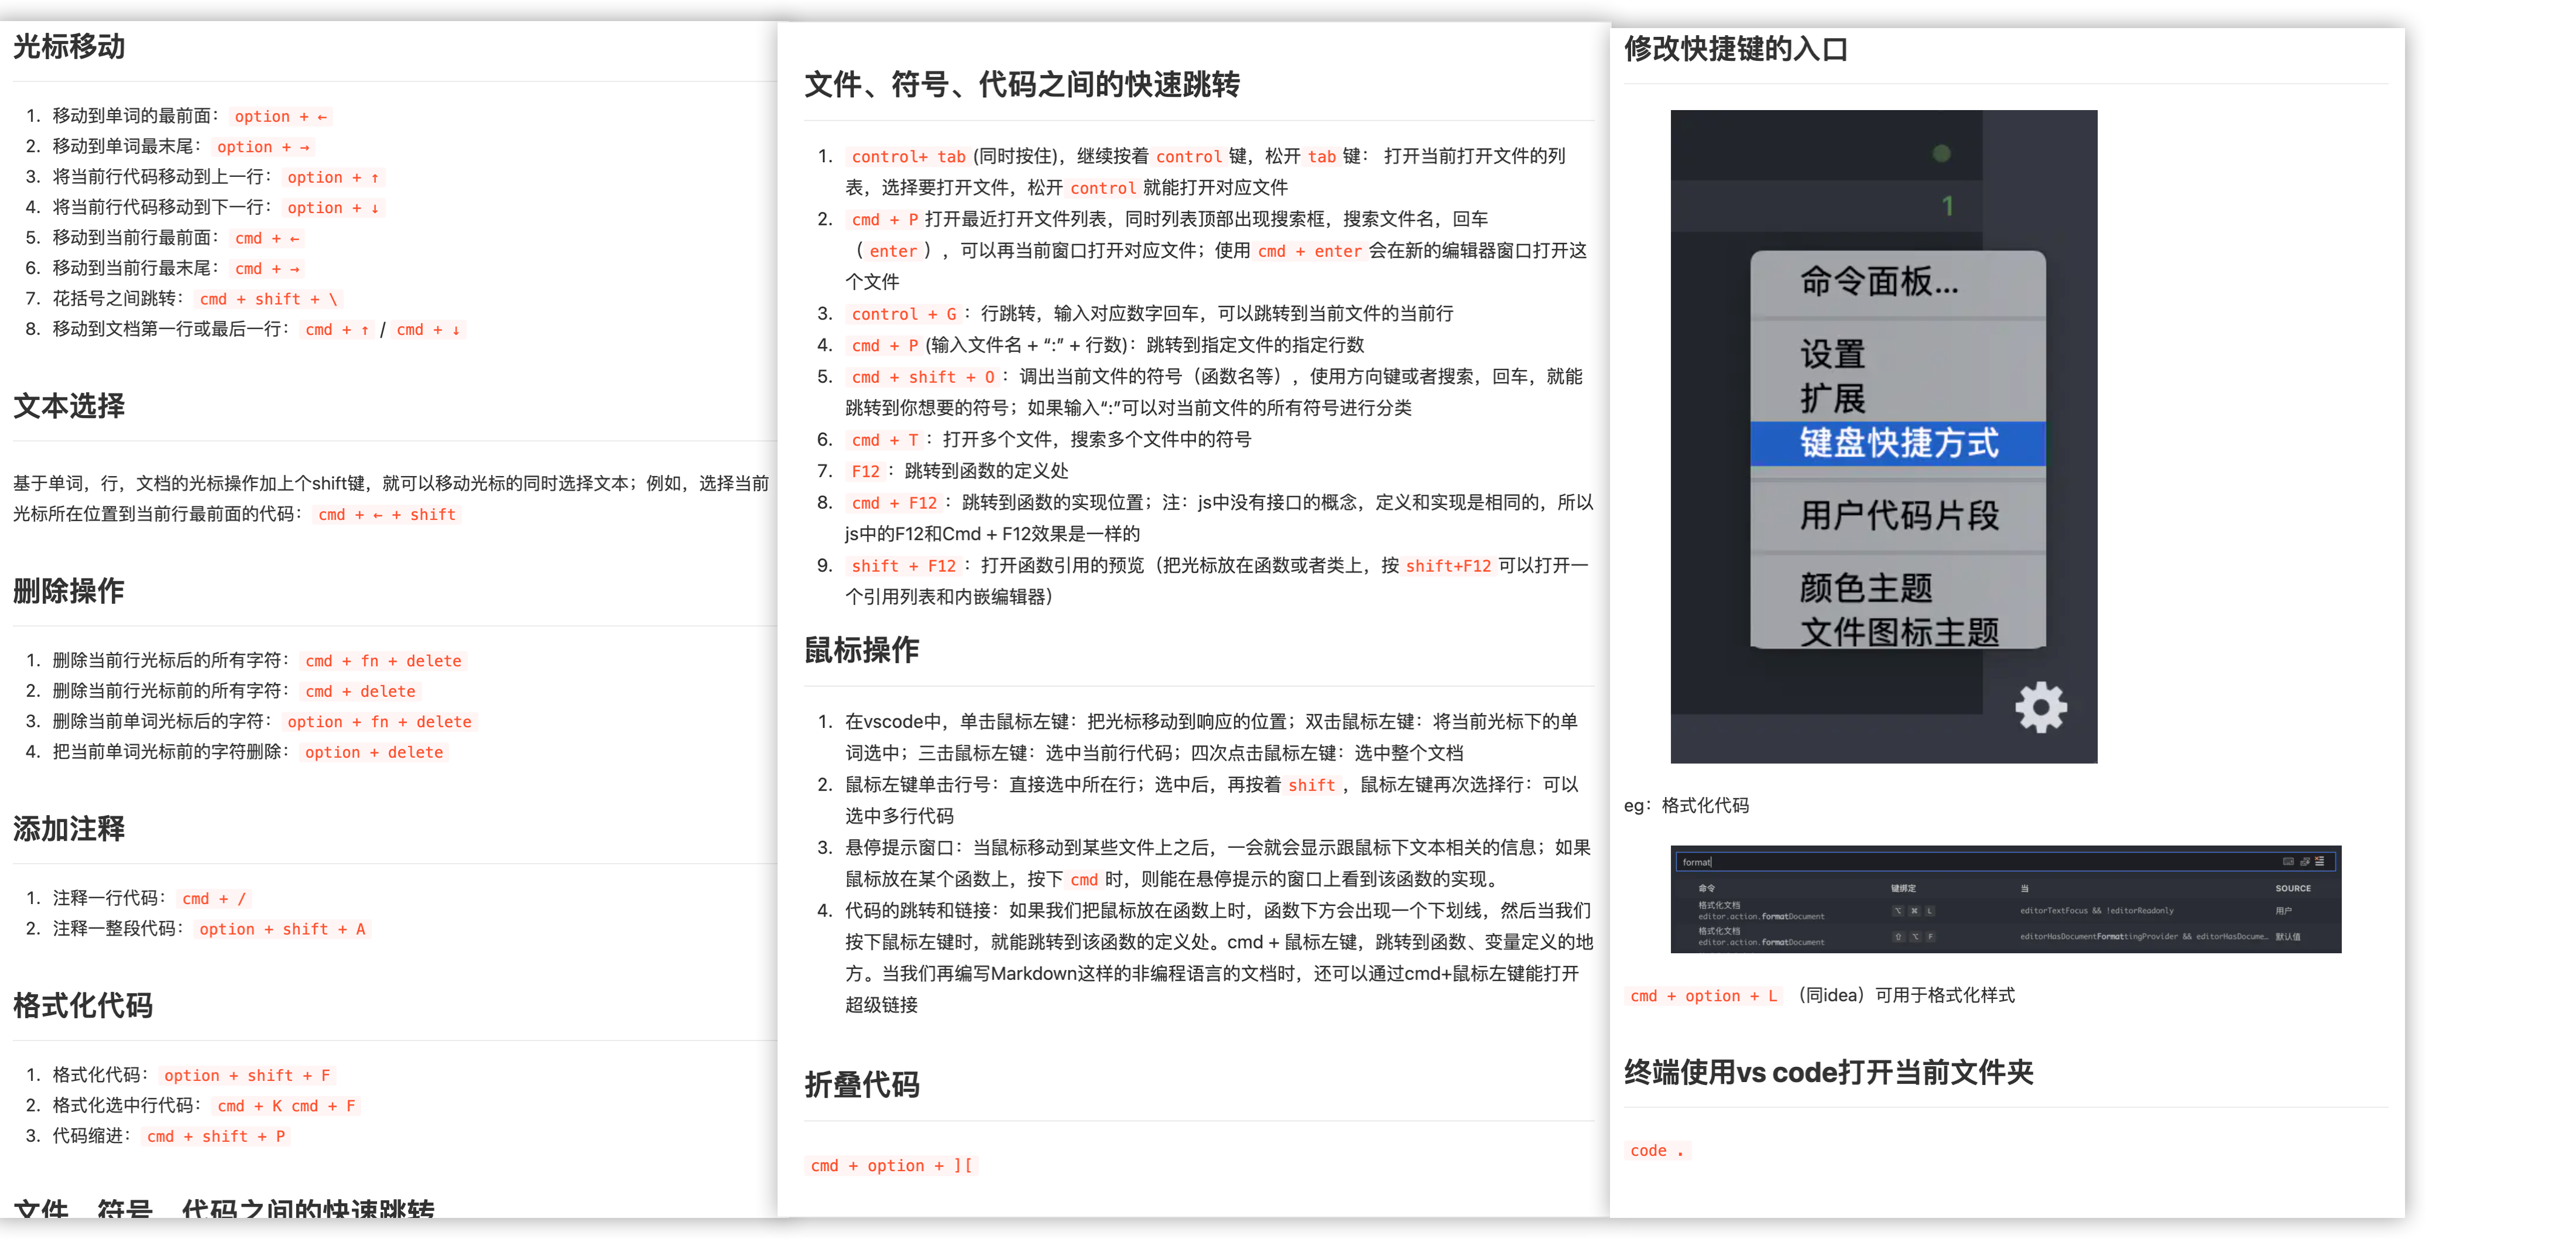 光标移动
1. 移动到单词的最前面： option + ←
2. 移动到单词最末尾： option + →
3. 将当前行代码移动到上一行： option + ↑
4. 将当前行代码移动到下一行： option + ↓
5. 移动到当前行最前面： cmd + ←
6. 移动到当前行最末尾： cmd + →
7. 花括号之间跳转： cmd + shift + \
8. 移动到文档第一行或最后一行： cmd + ↑ / cmd + ↓
文本选择
基于单词，行，文档的光标操作加上个shift键，就可以移动光标的同时选择文本；例如，选择当前
光标所在位置到当前行最前面的代码： cmd + ← + shift
删除操作
1. 删除当前行光标后的所有字符： cmd + fn + delete
2. 删除当前行光标前的所有字符： cmd + delete
3. 删除当前单词光标后的字符： option + fn + delete
4. 把当前单词光标前的字符删除： option + delete
添加注释
1. 注释一行代码： cmd + /
2. 注释一整段代码： option + shift + A
格式化代码
1. 格式化代码： option + shift + F
2. 格式化选中行代码： cmd + K cmd + F
3. 代码缩进： cmd + shift + P
文件、符号、代码之间的快速跳转
文件、符号、代码之间的快速跳转
1. control+ tab (同时按住)，继续按着 control 键，松开 tab 键： 打开当前打开文件的列
表，选择要打开文件，松开 control 就能打开对应文件
2. cmd + P 打开最近打开文件列表，同时列表顶部出现搜索框，搜索文件名，回车
（ enter ），可以再当前窗口打开对应文件；使用 cmd + enter 会在新的编辑器窗口打开这
个文件
3. control + G ：行跳转，输入对应数字回车，可以跳转到当前文件的当前行
4. cmd + P (输入文件名 + “:” + 行数)：跳转到指定文件的指定行数
5. cmd + shift + O ：调出当前文件的符号（函数名等），使用方向键或者搜索，回车，就能
跳转到你想要的符号；如果输入“:”可以对当前文件的所有符号进行分类
6. cmd + T ：打开多个文件，搜索多个文件中的符号
7. F12 ：跳转到函数的定义处
8. cmd + F12 ：跳转到函数的实现位置；注：js中没有接口的概念，定义和实现是相同的，所以
js中的F12和Cmd + F12效果是一样的
9. shift + F12 ：打开函数引用的预览（把光标放在函数或者类上，按 shift+F12 可以打开一
个引用列表和内嵌编辑器）
鼠标操作
1. 在vscode中，单击鼠标左键：把光标移动到响应的位置；双击鼠标左键：将当前光标下的单
词选中；三击鼠标左键：选中当前行代码；四次点击鼠标左键：选中整个文档
2. 鼠标左键单击行号：直接选中所在行；选中后，再按着 shift ，鼠标左键再次选择行：可以
选中多行代码
3. 悬停提示窗口：当鼠标移动到某些文件上之后，一会就会显示跟鼠标下文本相关的信息；如果
鼠标放在某个函数上，按下 cmd 时，则能在悬停提示的窗口上看到该函数的实现。
4. 代码的跳转和链接：如果我们把鼠标放在函数上时，函数下方会出现一个下划线，然后当我们
按下鼠标左键时，就能跳转到该函数的定义处。cmd + 鼠标左键，跳转到函数、变量定义的地
方。当我们再编写Markdown这样的非编程语言的文档时，还可以通过cmd+鼠标左键能打开
超级链接
折叠代码
cmd + option + ][
修改快捷键的入口
1
命令面板...
设置
扩展
键盘快捷方式
用户代码片段
颜色主题
文件图标主题
eg：格式化代码
format
命令 键绑定 当 SOURCE
格式化文档
editor.action.formatDocument ⌥ ⌘ L editorTextFocus && !editorReadonly 用户
格式化文档
editor.action.formatDocument ⇧ ⌥ F editorHasDocumentFormattingProvider && editorHasDocume… 默认值
cmd + option + L （同idea）可用于格式化样式
终端使用vs code打开当前文件夹
code .